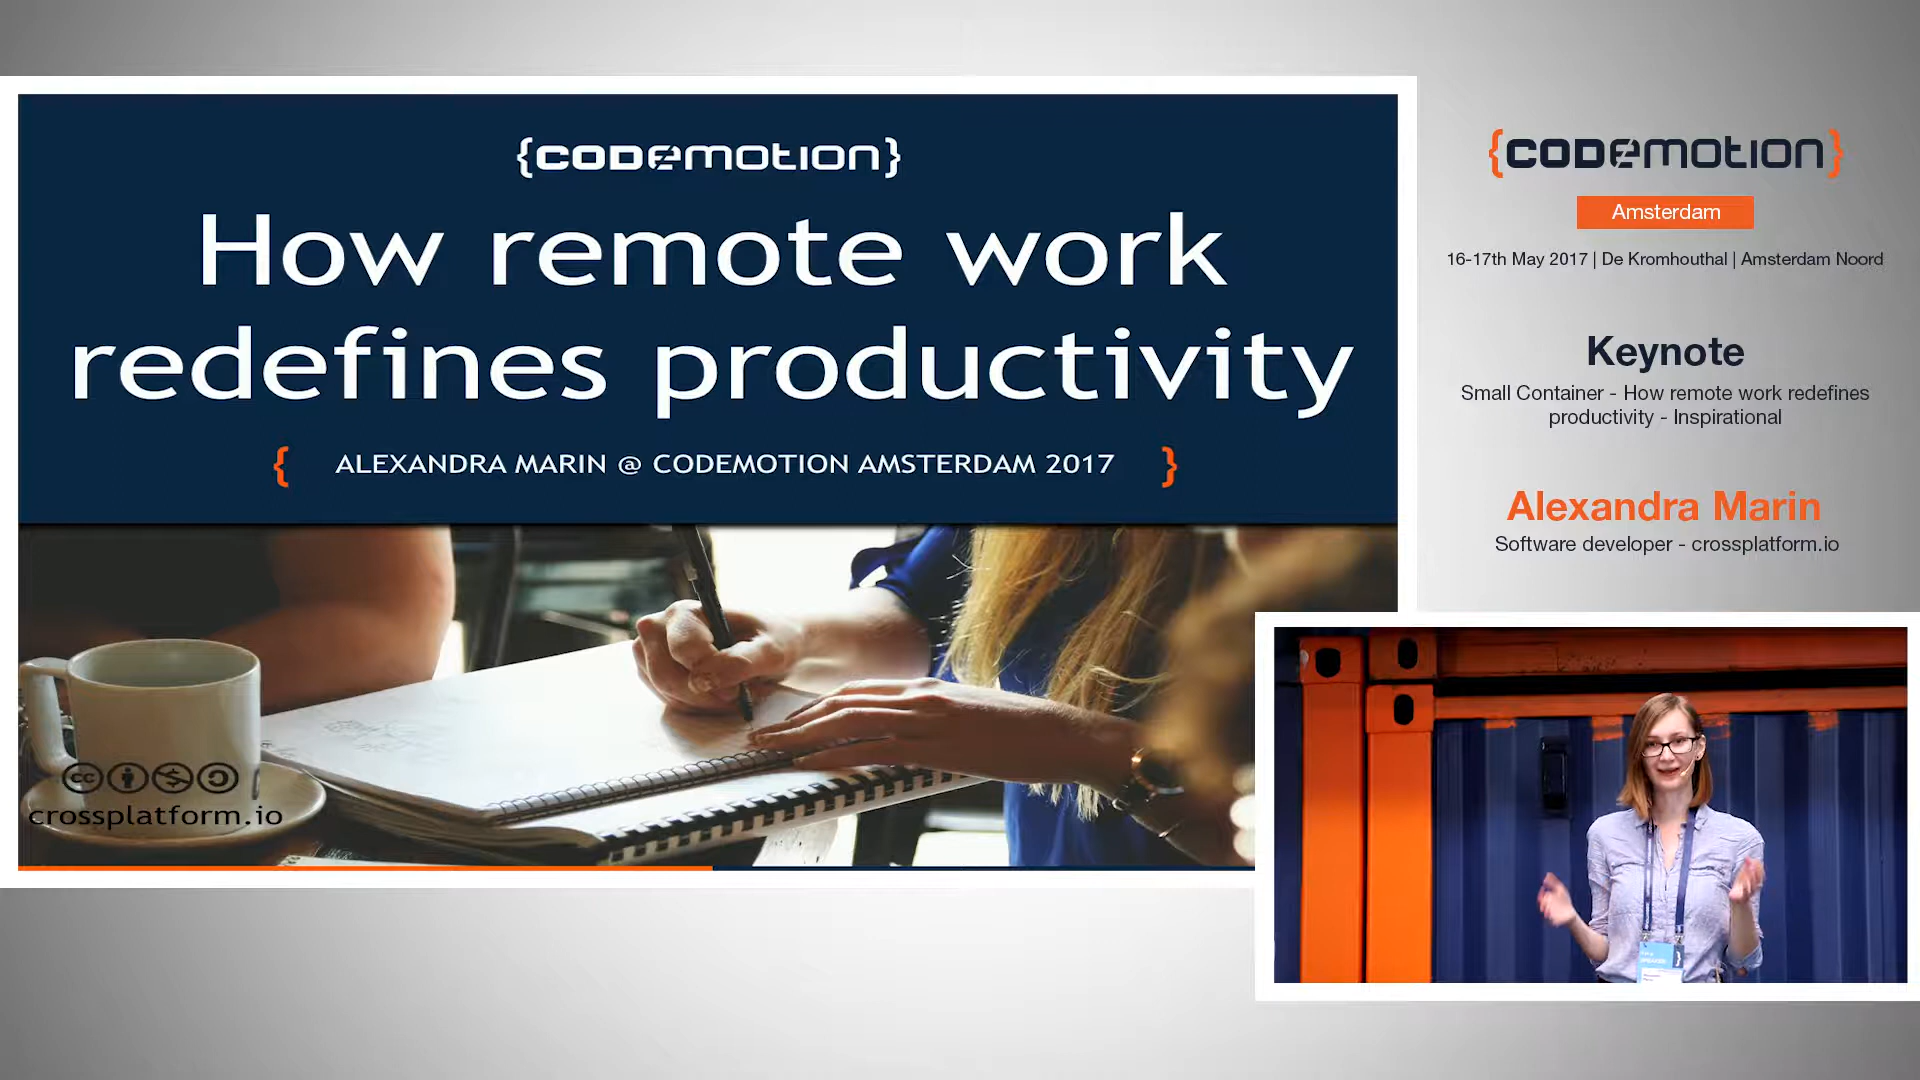 {CODEMOTION}
How remote work
redefines productivity
{ ALEXANDRA MARIN @ CODEMOTION AMSTERDAM 2017 }
crossplatform.io
{CODEMOTION}
Amsterdam
16-17th May 2017 | De Kromhouthal | Amsterdam Noord
Keynote
Small Container - How remote work redefines
productivity - Inspirational
Alexandra Marin
Software developer - crossplatform.io